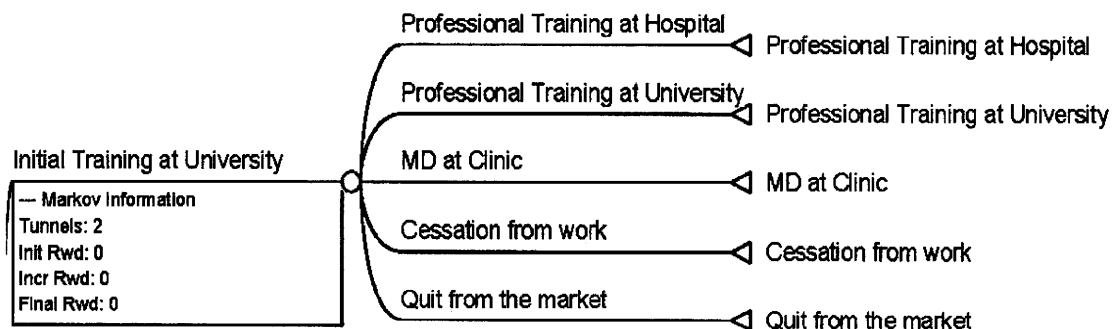 Professional Training at Hospital
Professional Training at Hospital
Professional Training at University
Professional Training at University
Initial Training at University
MD at Clinic
MD at Clinic
--- Markov Information
Tunnels: 2
Init Rwd: 0
Incr Rwd: 0
Final Rwd: 0
Cessation from work
Cessation from work
Quit from the market
Quit from the market